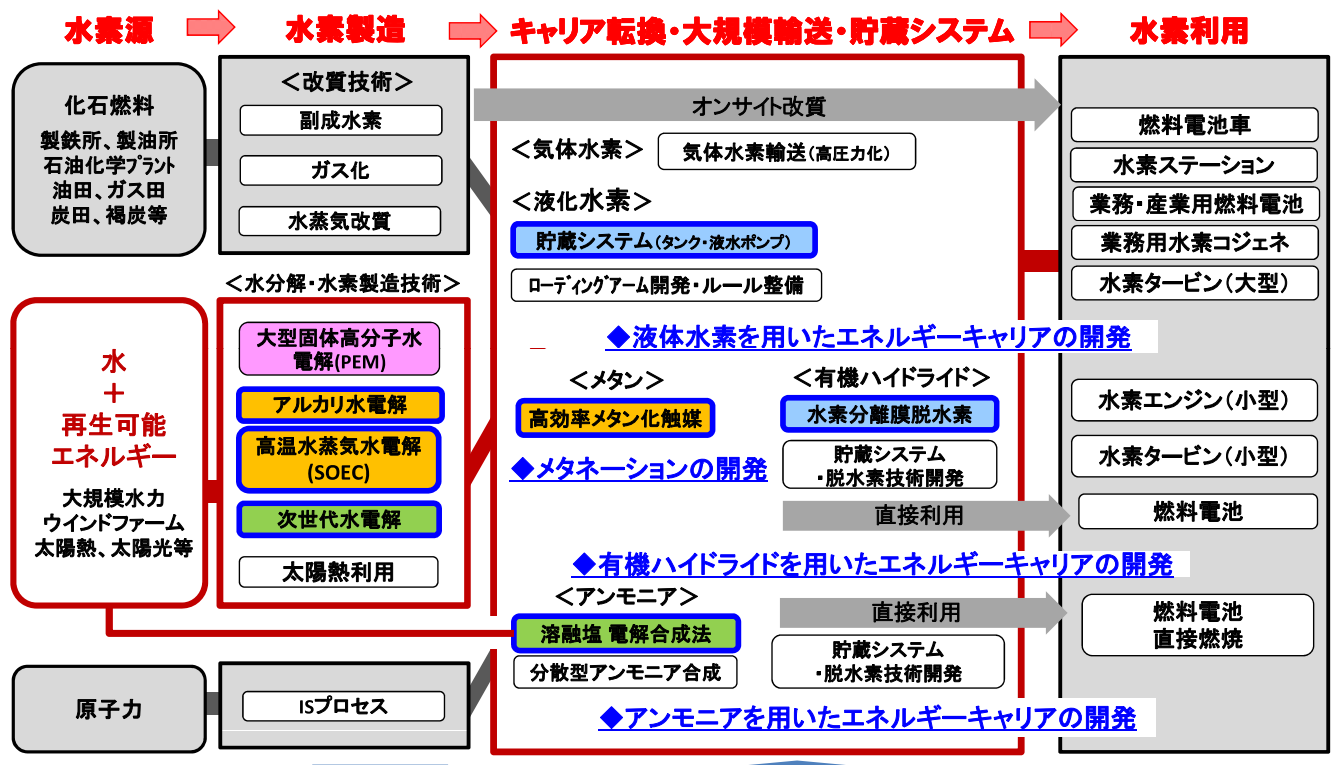 水素源
水素製造
キャリア転換・大規模輸送・貯蔵システム
水素利用
化石燃料
製鉄所、製油所
石油化学プラント
油田、ガス田
炭田、褐炭等
＜改質技術＞
副成水素
ガス化
水蒸気改質
＜水分解・水素製造技術＞
水
＋
再生可能
エネルギー
大規模水力
ウインドファーム
太陽熱、太陽光等
大型固体高分子水
電解(PEM)
アルカリ水電解
高温水蒸気水電解
(SOEC)
次世代水電解
太陽熱利用
原子力
ISプロセス
オンサイト改質
＜気体水素＞
気体水素輸送(高圧力化)
＜液化水素＞
貯蔵システム(タンク・液水ポンプ)
ローディングアーム開発・ルール整備
◆液体水素を用いたエネルギーキャリアの開発
＜メタン＞
高効率メタン化触媒
◆メタネーションの開発
＜有機ハイドライド＞
水素分離膜脱水素
貯蔵システム
・脱水素技術開発
直接利用
◆有機ハイドライドを用いたエネルギーキャリアの開発
＜アンモニア＞
溶融塩 電解合成法
分散型アンモニア合成
直接利用
貯蔵システム
・脱水素技術開発
◆アンモニアを用いたエネルギーキャリアの開発
燃料電池車
水素ステーション
業務・産業用燃料電池
業務用水素コジェネ
水素タービン(大型)
水素エンジン(小型)
水素タービン(小型)
燃料電池
燃料電池
直接燃焼